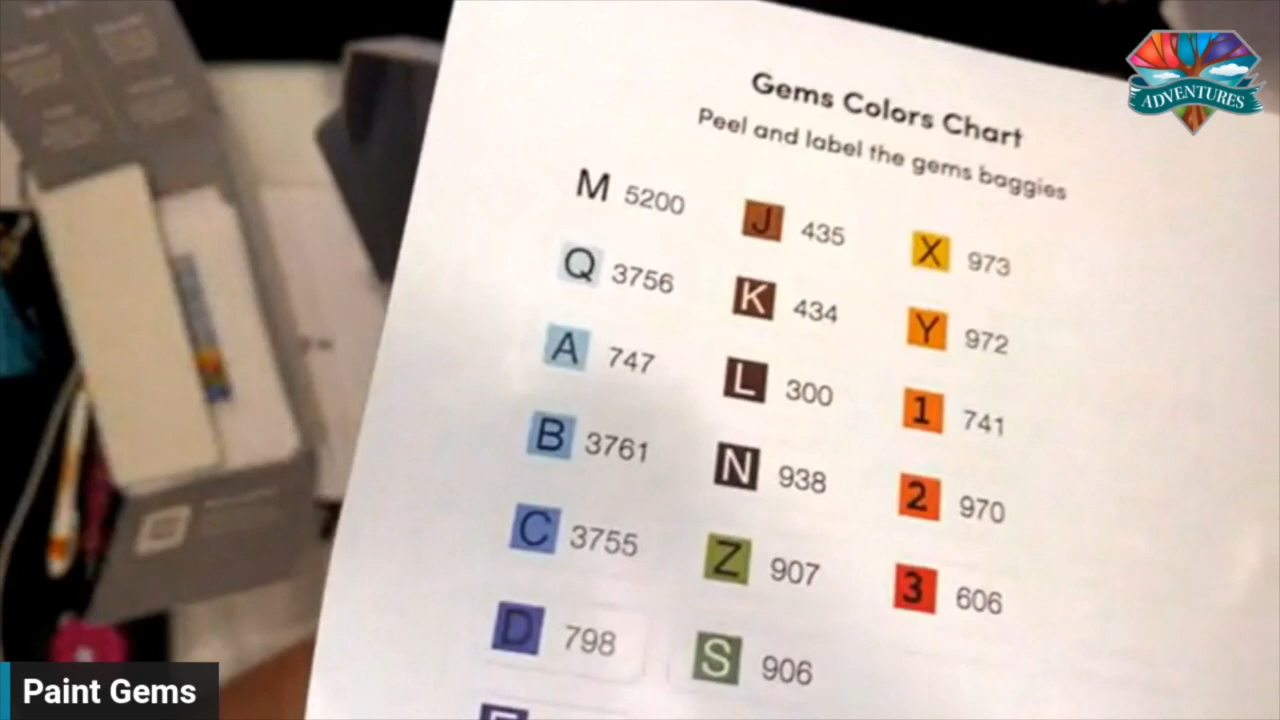 Gems Colors Chart
Peel and label the gems baggies
M 5200
Q 3756
A 747
B 3761
C 3755
D 798
J 435
K 434
L 300
N 938
Z 907
S 906
X 973
Y 972
1 741
2 970
3 606
ADVENTURES
Paint Gems